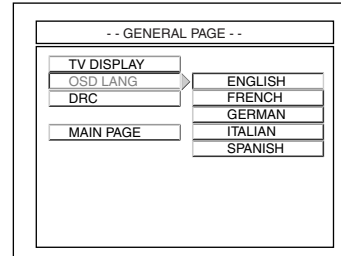 - - GENERAL PAGE - -
TV DISPLAY
OSD LANG
DRC
MAIN PAGE
ENGLISH
FRENCH
GERMAN
ITALIAN
SPANISH